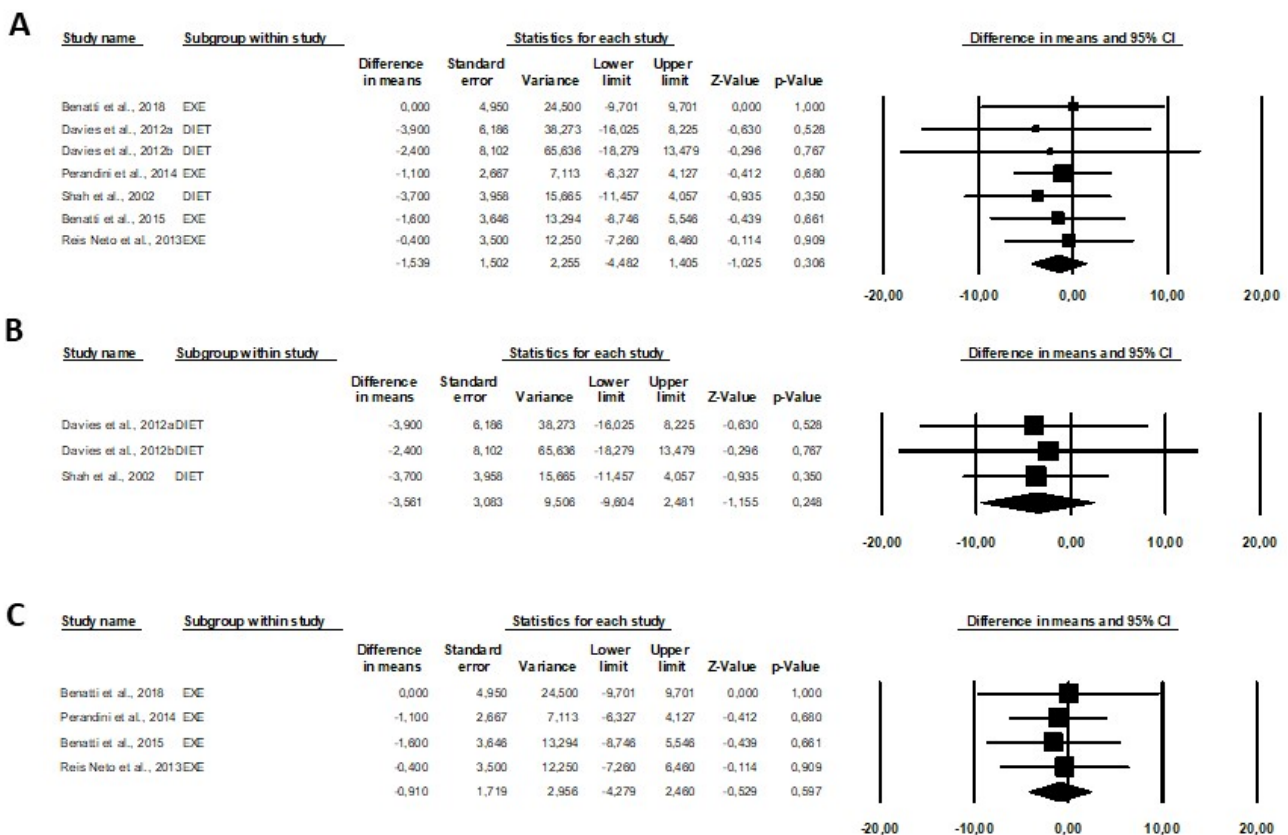 A
Study name Subgroup within study Statistics for each study Difference in means and 95% CI
Difference Standard Lower Upper
in means error Variance limit limit Z-Value p-Value
Benatti et al., 2018 EXE 0,000 4,950 24,500 -9,701 9,701 0,000 1,000
Davies et al., 2012a DIET -3,900 6,186 38,273 -16,025 8,225 -0,630 0,528
Davies et al., 2012b DIET -2,400 8,102 65,636 -18,279 13,479 -0,296 0,767
Perandini et al., 2014 EXE -1,100 2,667 7,113 -6,327 4,127 -0,412 0,680
Shah et al., 2002 DIET -3,700 3,958 15,665 -11,457 4,057 -0,935 0,350
Benatti et al., 2015 EXE -1,600 3,646 13,294 -8,746 5,546 -0,439 0,661
Reis Neto et al., 2013 EXE -0,400 3,500 12,250 -7,260 6,460 -0,114 0,909
-1,539 1,502 2,255 -4,482 1,405 -1,025 0,306
-20,00 -10,00 0,00 10,00 20,00
B
Study name Subgroup within study Statistics for each study Difference in means and 95% CI
Difference Standard Lower Upper
in means error Variance limit limit Z-Value p-Value
Davies et al., 2012a DIET -3,900 6,186 38,273 -16,025 8,225 -0,630 0,528
Davies et al., 2012b DIET -2,400 8,102 65,636 -18,279 13,479 -0,296 0,767
Shah et al., 2002 DIET -3,700 3,958 15,665 -11,457 4,057 -0,935 0,350
-3,561 3,083 9,506 -9,604 2,481 -1,155 0,248
-20,00 -10,00 0,00 10,00 20,00
C
Study name Subgroup within study Statistics for each study Difference in means and 95% CI
Difference Standard Lower Upper
in means error Variance limit limit Z-Value p-Value
Benatti et al., 2018 EXE 0,000 4,950 24,500 -9,701 9,701 0,000 1,000
Perandini et al., 2014 EXE -1,100 2,667 7,113 -6,327 4,127 -0,412 0,680
Benatti et al., 2015 EXE -1,600 3,646 13,294 -8,746 5,546 -0,439 0,661
Reis Neto et al., 2013 EXE -0,400 3,500 12,250 -7,260 6,460 -0,114 0,909
-0,910 1,719 2,956 -4,279 2,460 -0,529 0,597
-20,00 -10,00 0,00 10,00 20,00